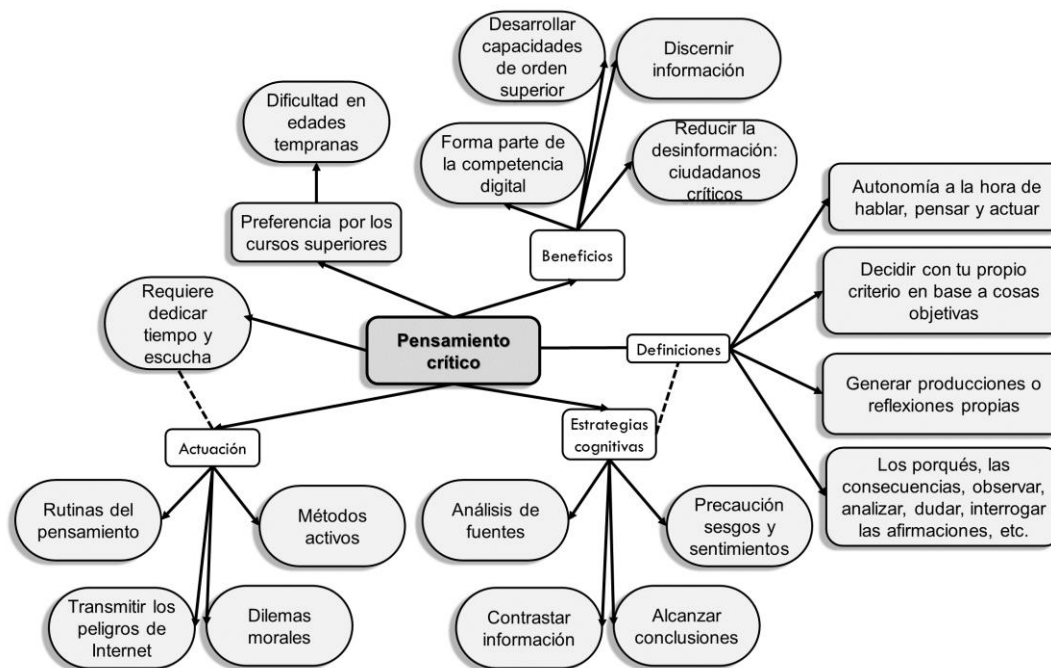 Desarrollar
capacidades
de orden
superior
Discernir
información
Dificultad en
edades
tempranas
Forma parte de
la competencia
digital
Reducir la
desinformación:
ciudadanos
críticos
Preferencia por los
cursos superiores
Beneficios
Autonomía a la hora de
hablar, pensar y actuar
Decidir con tu propio
criterio en base a cosas
objetivas
Requiere
dedicar
tiempo y
escucha
Pensamiento
crítico
Definiciones
Generar producciones o
reflexiones propias
Actuación
Estrategias
cognitivas
Los porqués, las
consecuencias, observar,
analizar, dudar, interrogar
las afirmaciones, etc.
Rutinas del
pensamiento
Métodos
activos
Análisis de
fuentes
Precaución
sesgos y
sentimientos
Transmitir los
peligros de
Internet
Dilemas
morales
Contrastar
información
Alcanzar
conclusiones